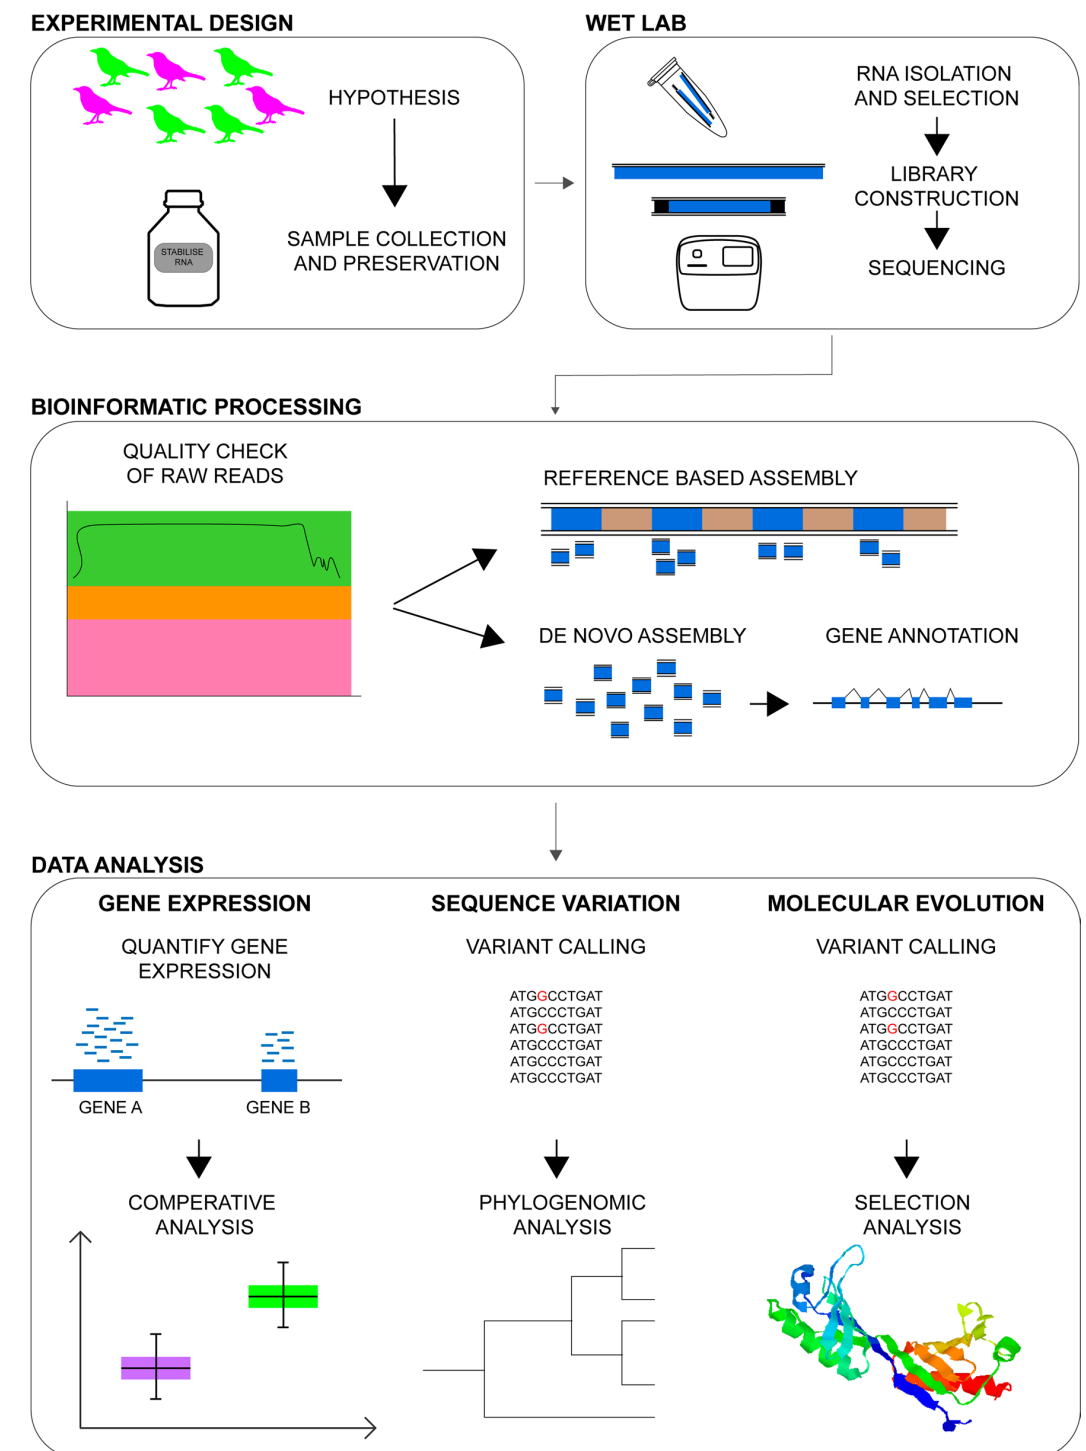 EXPERIMENTAL DESIGN
HYPOTHESIS
STABILISE
RNA
SAMPLE COLLECTION
AND PRESERVATION
WET LAB
RNA ISOLATION
AND SELECTION
LIBRARY
CONSTRUCTION
SEQUENCING
BIOINFORMATIC PROCESSING
QUALITY CHECK
OF RAW READS
REFERENCE BASED ASSEMBLY
DE NOVO ASSEMBLY
GENE ANNOTATION
DATA ANALYSIS
GENE EXPRESSION
QUANTIFY GENE
EXPRESSION
GENE A
GENE B
COMPERATIVE
ANALYSIS
SEQUENCE VARIATION
VARIANT CALLING
ATGGCCTGAT
ATGCCCTGAT
ATGGCCTGAT
ATGCCCTGAT
ATGCCCTGAT
ATGCCCTGAT
PHYLOGENOMIC
ANALYSIS
MOLECULAR EVOLUTION
VARIANT CALLING
ATGGCCTGAT
ATGCCCTGAT
ATGGCCTGAT
ATGCCCTGAT
ATGCCCTGAT
ATGCCCTGAT
SELECTION
ANALYSIS